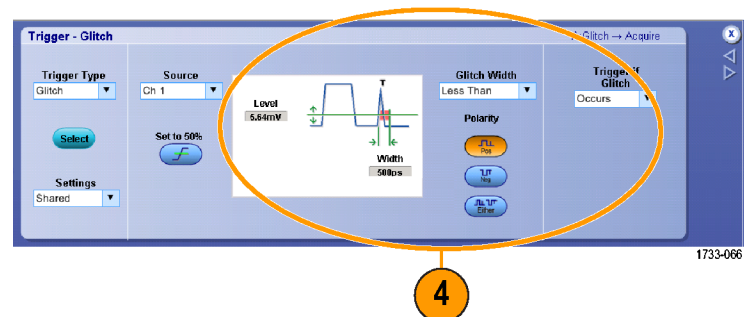 Trigger - Glitch
Glitch → Acquire
X
Trigger Type
Glitch
Select
Settings
Shared
Source
Ch 1
Set to 50%
Level
5.64mV
T
Width
500ps
Glitch Width
Less Than
Polarity
Pos
Neg
Either
Trigger if
Glitch
Occurs
1733-066
4